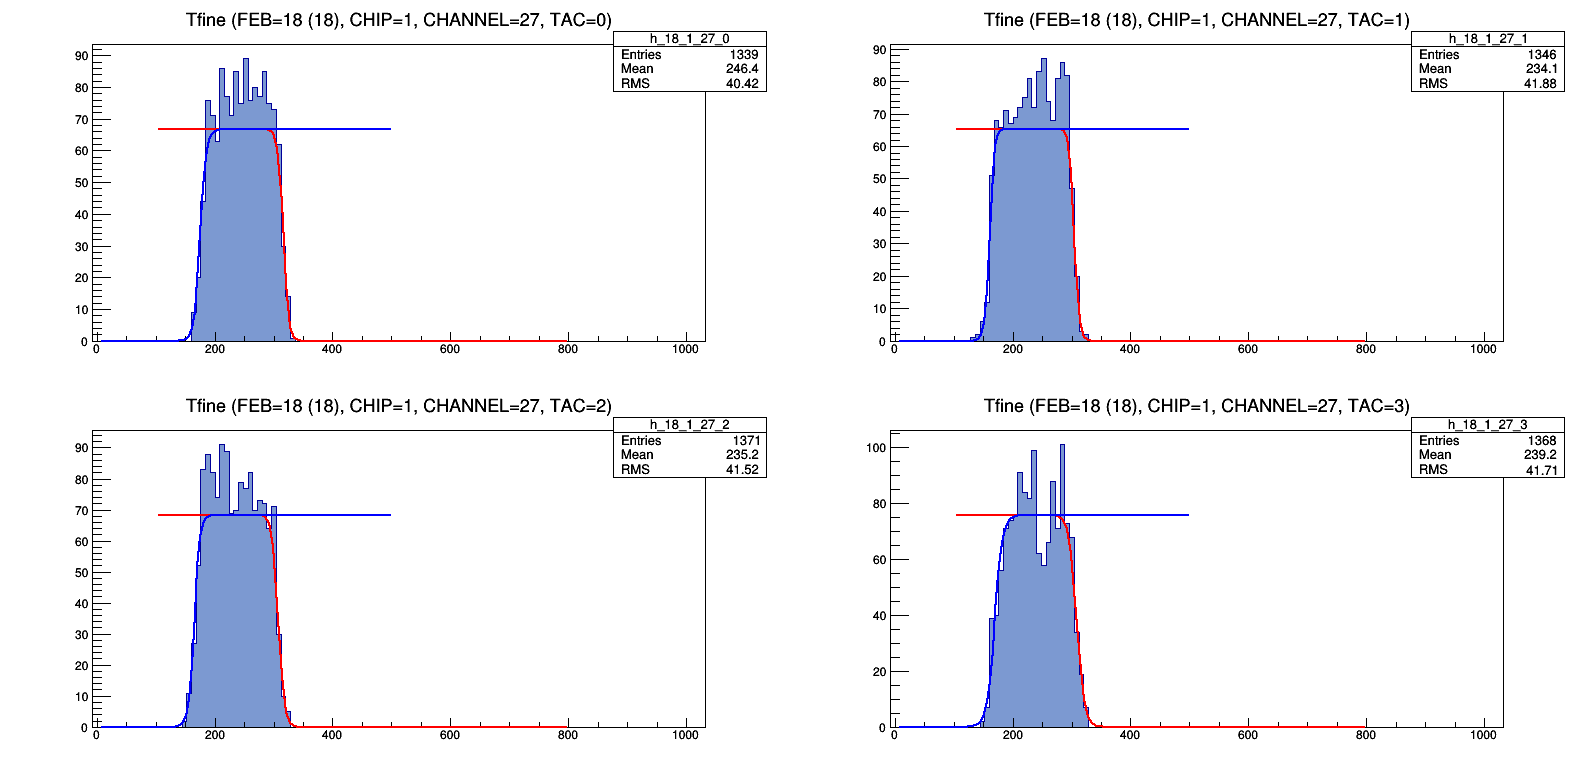 Tfine (FEB=18 (18), CHIP=1, CHANNEL=27, TAC=0)
h_18_1_27_0
Entries 1339
Mean 246.4
RMS 40.42
90
80
70
60
50
40
30
20
10
0
0 200 400 600 800 1000
Tfine (FEB=18 (18), CHIP=1, CHANNEL=27, TAC=1)
h_18_1_27_1
Entries 1346
Mean 234.1
RMS 41.88
90
80
70
60
50
40
30
20
10
0
0 200 400 600 800 1000
Tfine (FEB=18 (18), CHIP=1, CHANNEL=27, TAC=2)
h_18_1_27_2
Entries 1371
Mean 235.2
RMS 41.52
90
80
70
60
50
40
30
20
10
0
0 200 400 600 800 1000
Tfine (FEB=18 (18), CHIP=1, CHANNEL=27, TAC=3)
h_18_1_27_3
Entries 1368
Mean 239.2
RMS 41.71
100
80
60
40
20
0
0 200 400 600 800 1000